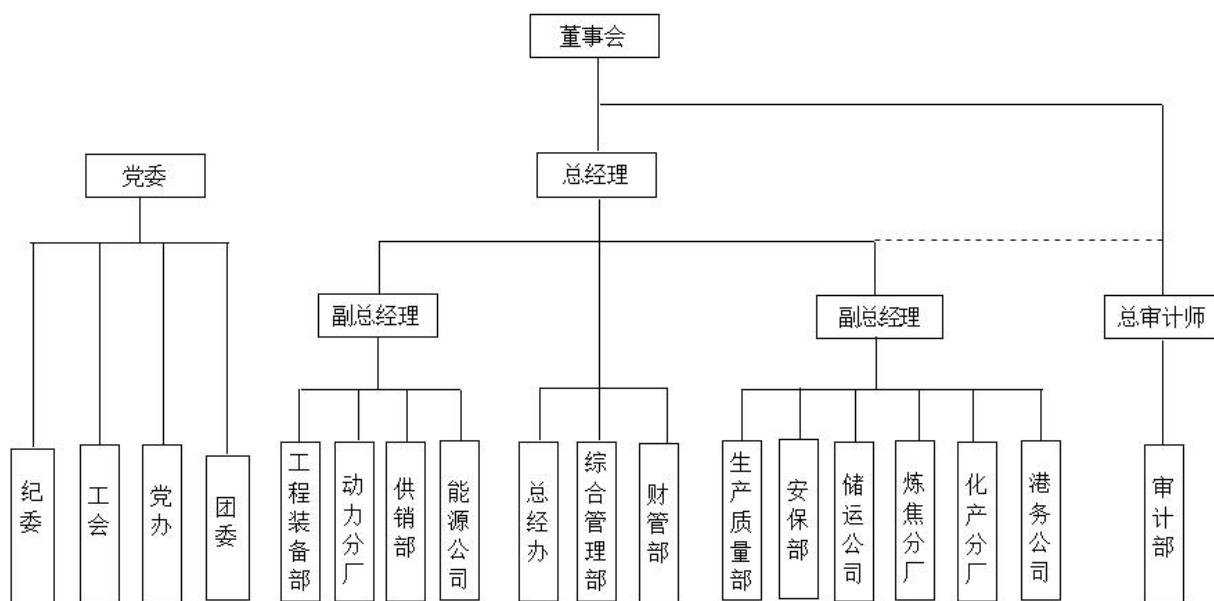 董事会
党委
总经理
副总经理
副总经理
总审计师
纪委
工会
党办
团委
工程装备部
动力分厂
供销部
能源公司
总经办
综合管理部
财管部
生产质量部
安保部
储运公司
炼焦分厂
化产分厂
港务公司
审计部